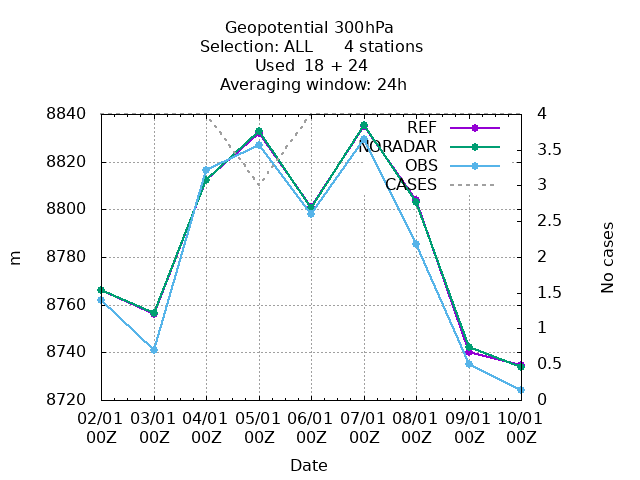 Geopotential 300hPa
Selection: ALL 4 stations
Used 18 + 24
Averaging window: 24h
8840
8820
8800
8780
8760
8740
8720
m
4
3.5
3
2.5
2
1.5
1
0.5
0
No cases
REF
NORADAR
OBS
CASES
02/01 03/01 04/01 05/01 06/01 07/01 08/01 09/01 10/01
00Z 00Z 00Z 00Z 00Z 00Z 00Z 00Z 00Z
Date